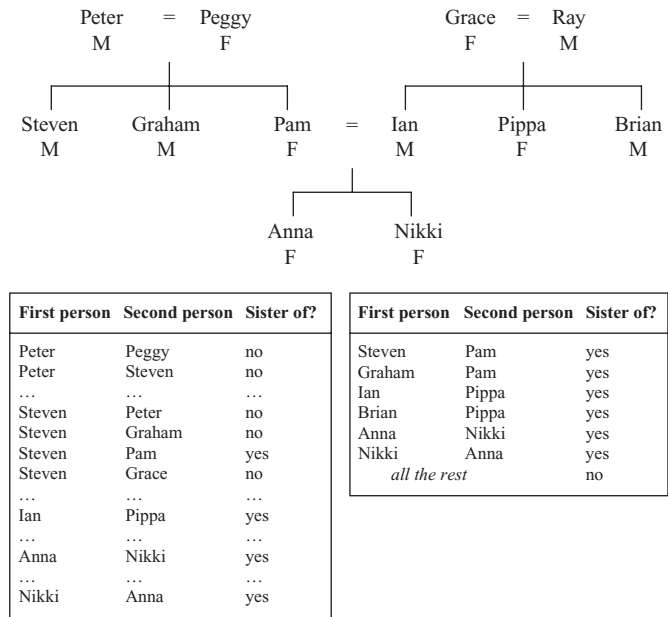 Peter = Peggy Grace = Ray
M F F M
Steven Graham Pam = Ian Pippa Brian
M M F M F M
Anna Nikki
F F
First person Second person Sister of?
Peter Peggy no
Peter Steven no
… … …
Steven Peter no
Steven Graham no
Steven Pam yes
Steven Grace no
… … …
Ian Pippa yes
… … …
Anna Nikki yes
… … …
Nikki Anna yes
First person Second person Sister of?
Steven Pam yes
Graham Pam yes
Ian Pippa yes
Brian Pippa yes
Anna Nikki yes
Nikki Anna yes
all the rest no